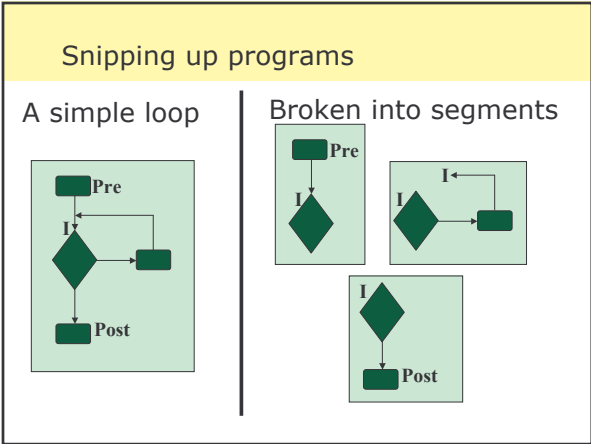 Snipping up programs
A simple loop
Pre
I
Post
Broken into segments
Pre
I
I
I
I
Post